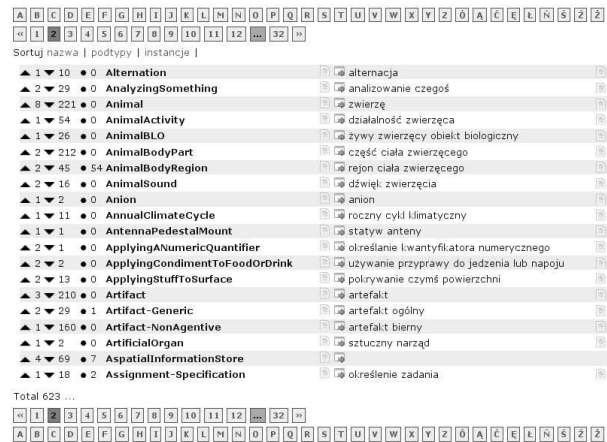 A B C D E F G H I J K L M N O P Q R S T U V W X Y Z Ó Ą Ć Ę Ł Ń Ś Ź Ż
« 1 2 3 4 5 6 7 8 9 10 11 12 ... 32 »
Sortuj nazwa | podtypy | instancje |
▲ 1 ▼ 10 ● 0 Alternation alternacja
▲ 2 ▼ 29 ● 0 AnalyzingSomething analizowanie czegoś
▲ 8 ▼ 221 ● 0 Animal zwierzę
▲ 1 ▼ 54 ● 0 AnimalActivity działalność zwierzęca
▲ 1 ▼ 26 ● 0 AnimalBLO żywy zwierzęcy obiekt biologiczny
▲ 2 ▼ 212 ● 0 AnimalBodyPart część ciała zwierzęcego
▲ 2 ▼ 45 ● 54 AnimalBodyRegion rejon ciała zwierzęcego
▲ 2 ▼ 16 ● 0 AnimalSound dźwięk zwierzęcia
▲ 1 ▼ 2 ● 0 Anion anion
▲ 1 ▼ 11 ● 0 AnnualClimateCycle roczny cykl klimatyczny
▲ 1 ▼ 1 ● 0 AntennaPedestalMount statyw anteny
▲ 2 ▼ 1 ● 0 ApplyingANumericQuantifier określanie kwantyfikatora numerycznego
▲ 2 ▼ 2 ● 0 ApplyingCondimentToFoodOrDrink używanie przyprawy do jedzenia lub napoju
▲ 2 ▼ 13 ● 0 ApplyingStuffToSurface pokrywanie czymś powierzchni
▲ 3 ▼ 210 ● 0 Artifact artefakt
▲ 2 ▼ 29 ● 1 Artifact-Generic artefakt ogólny
▲ 1 ▼ 160 ● 0 Artifact-NonAgentive artefakt bierny
▲ 1 ▼ 2 ● 0 ArtificialOrgan sztuczny narząd
▲ 4 ▼ 69 ● 7 AspatialInformationStore
▲ 1 ▼ 18 ● 2 Assignment-Specification określenie zadania
Total 623 ...
« 1 2 3 4 5 6 7 8 9 10 11 12 ... 32 »
A B C D E F G H I J K L M N O P Q R S T U V W X Y Z Ó Ą Ć Ę Ł Ń Ś Ź Ż